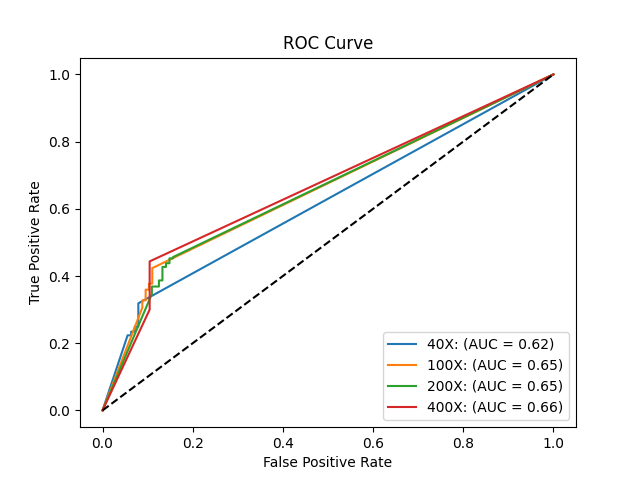 ROC Curve
True Positive Rate
1.0
0.8
0.6
0.4
0.2
0.0
0.0 0.2 0.4 0.6 0.8 1.0
False Positive Rate
40X: (AUC = 0.62)
100X: (AUC = 0.65)
200X: (AUC = 0.65)
400X: (AUC = 0.66)